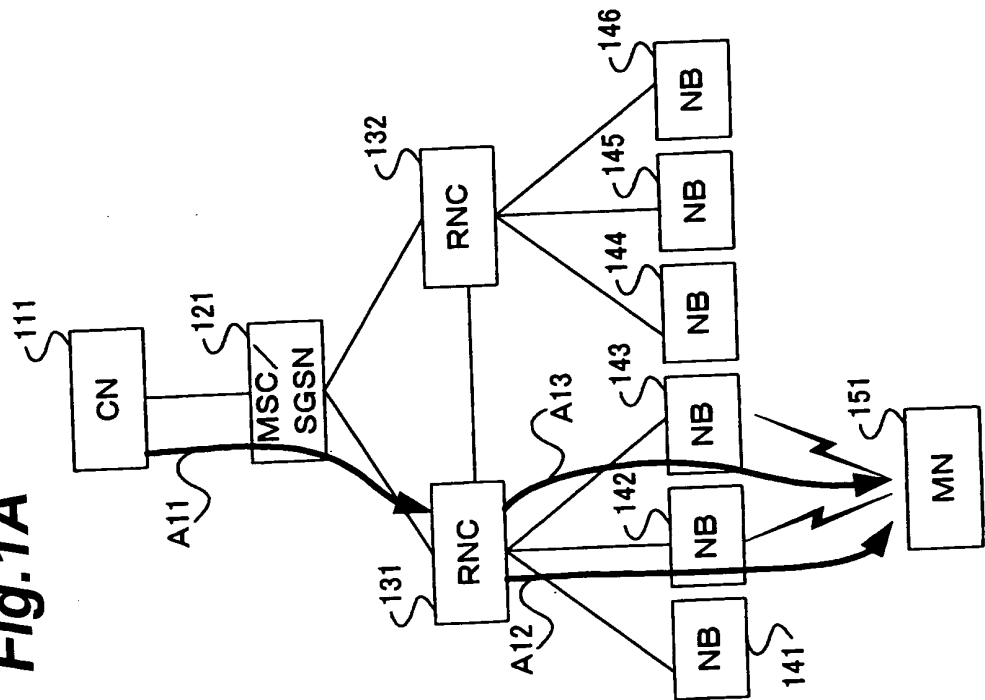 Fig.1A
111
CN
A11
121
MSC/
SGSN
131
RNC
132
RNC
A12
A13
141
NB
142
NB
143
NB
144
NB
145
NB
146
NB
151
MN